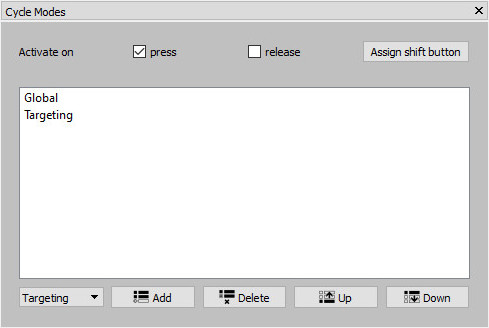 Cycle Modes
Activate on press release Assign shift button
Global
Targeting
Targeting Add Delete Up Down